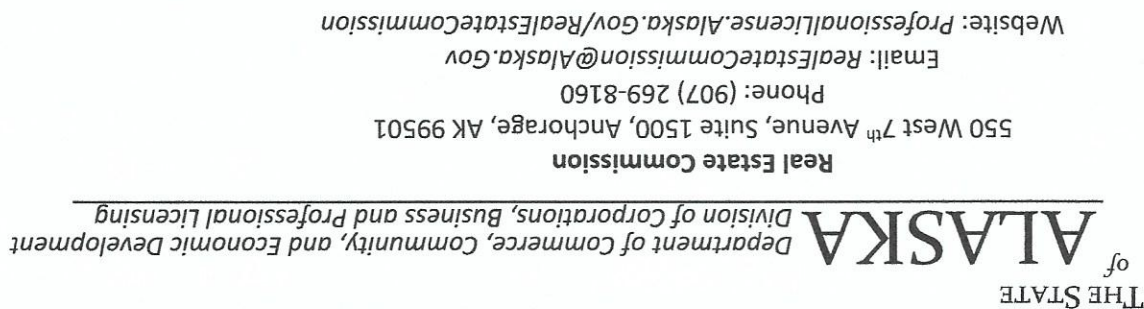 THE STATE
of ALASKA
Department of Commerce, Community, and Economic Development
Division of Corporations, Business and Professional Licensing
Real Estate Commission
550 West 7th Avenue, Suite 1500, Anchorage, AK 99501
Phone: (907) 269-8160
Email: RealEstateCommission@Alaska.Gov
Website: ProfessionalLicense.Alaska.Gov/RealEstateCommission